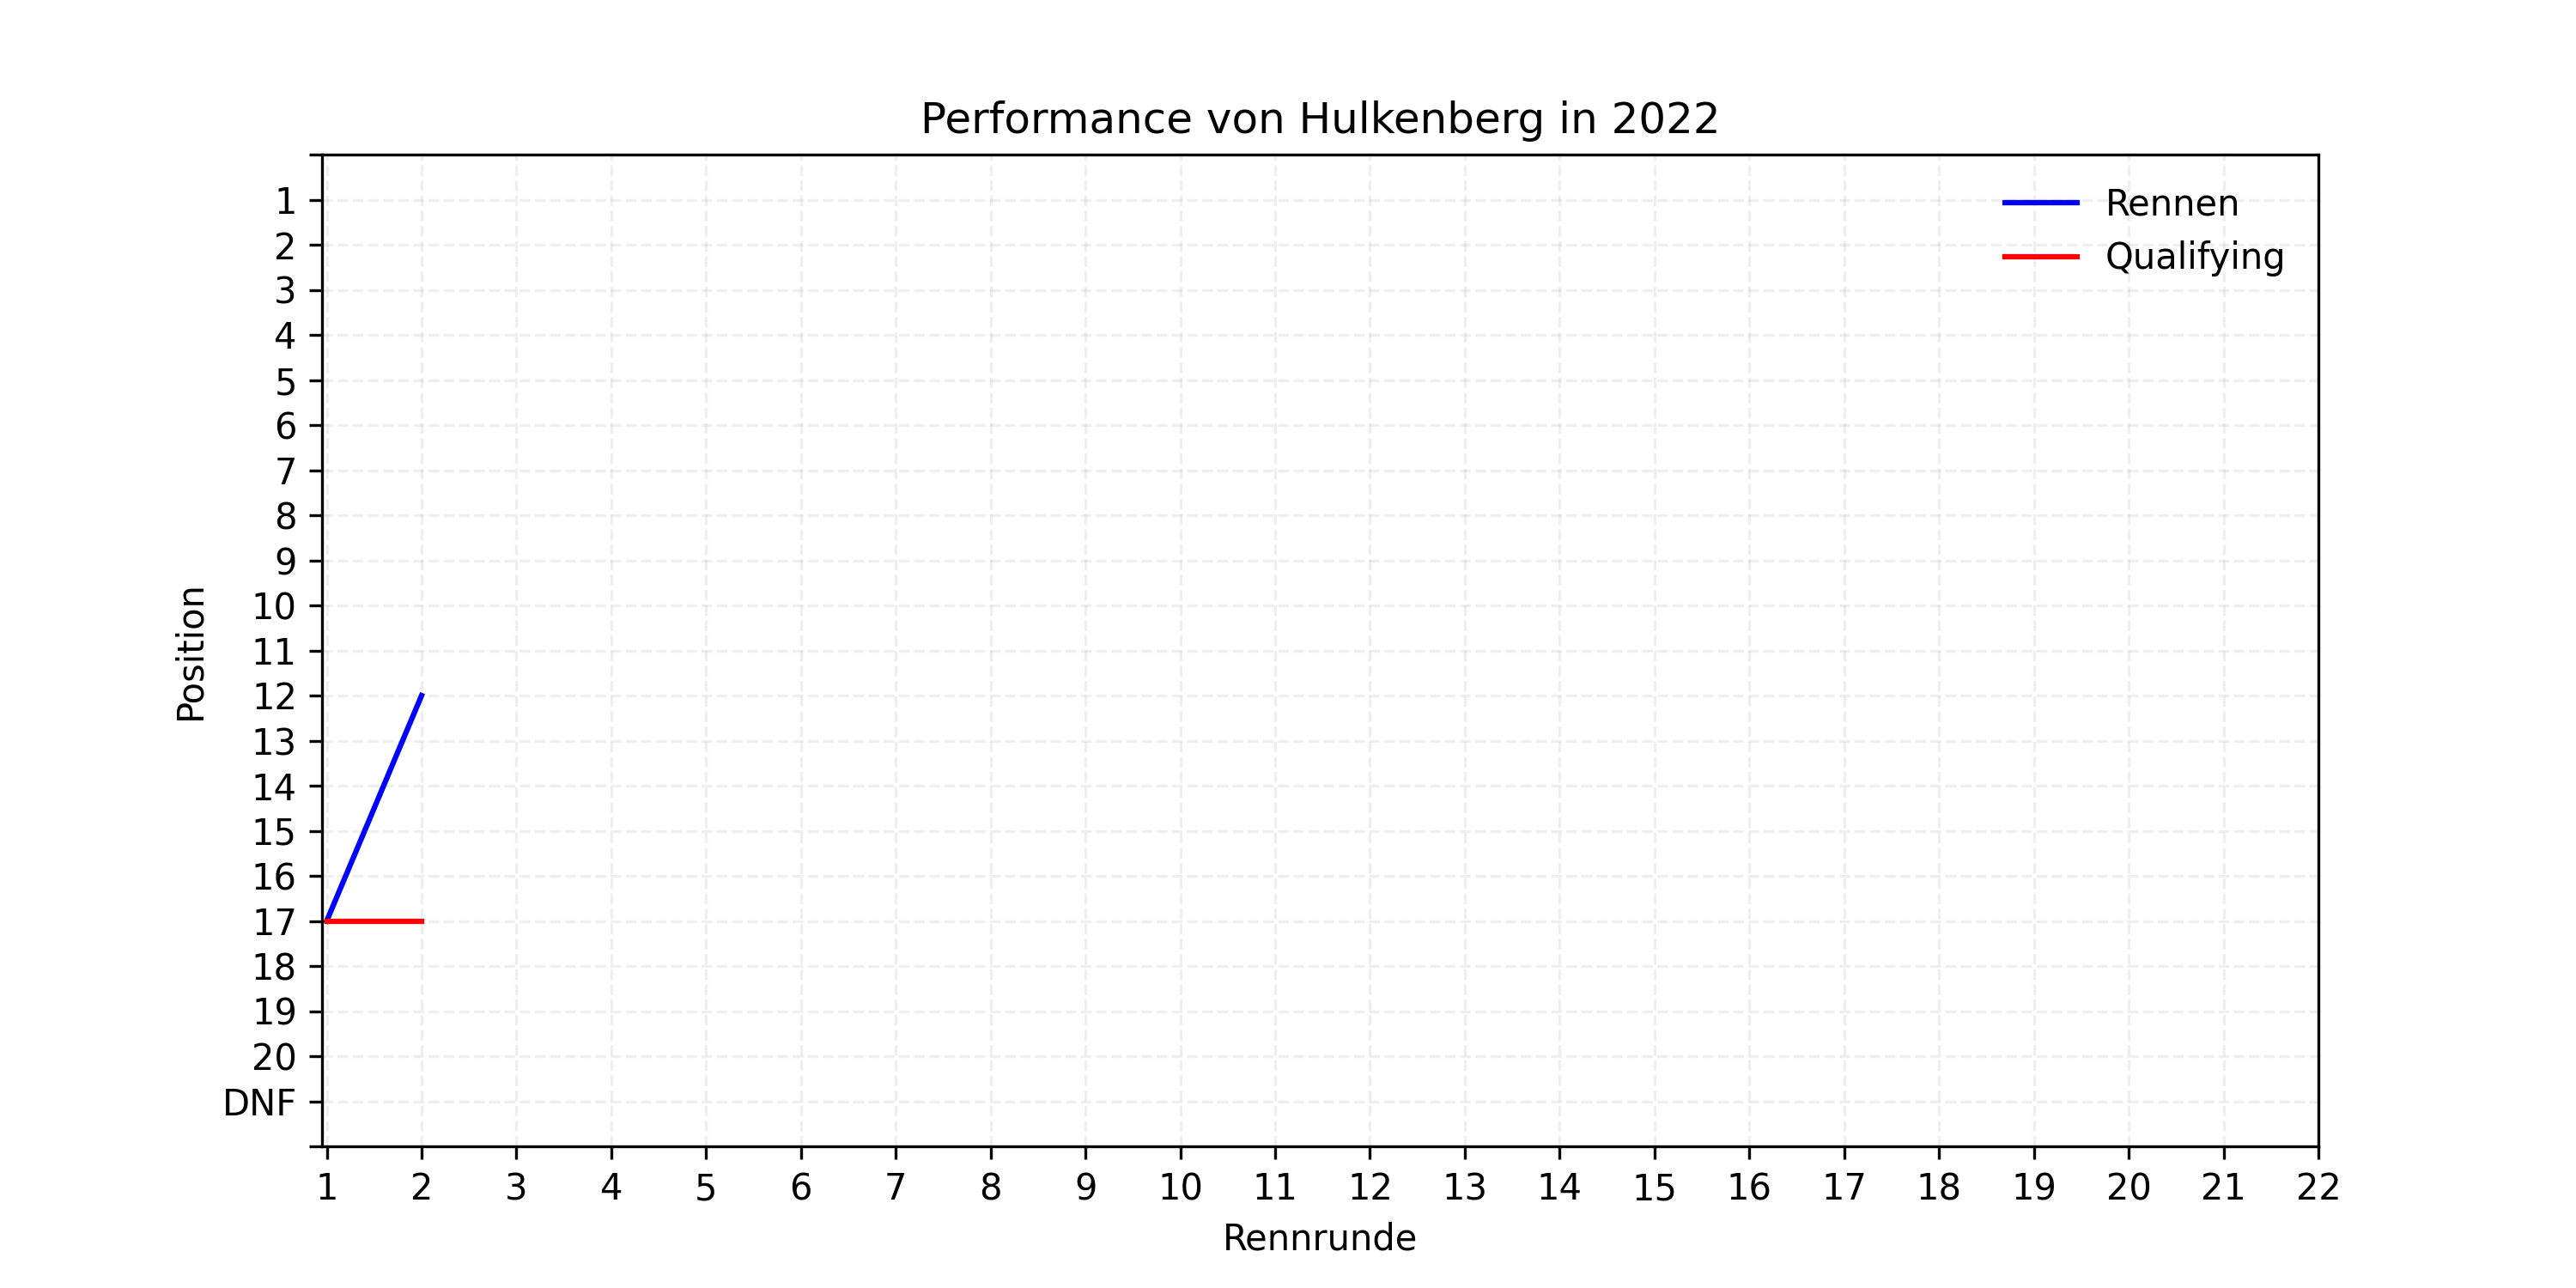 Performance von Hulkenberg in 2022
Rennen
Qualifying
Position
1
2
3
4
5
6
7
8
9
10
11
12
13
14
15
16
17
18
19
20
DNF
1 2 3 4 5 6 7 8 9 10 11 12 13 14 15 16 17 18 19 20 21 22
Rennrunde